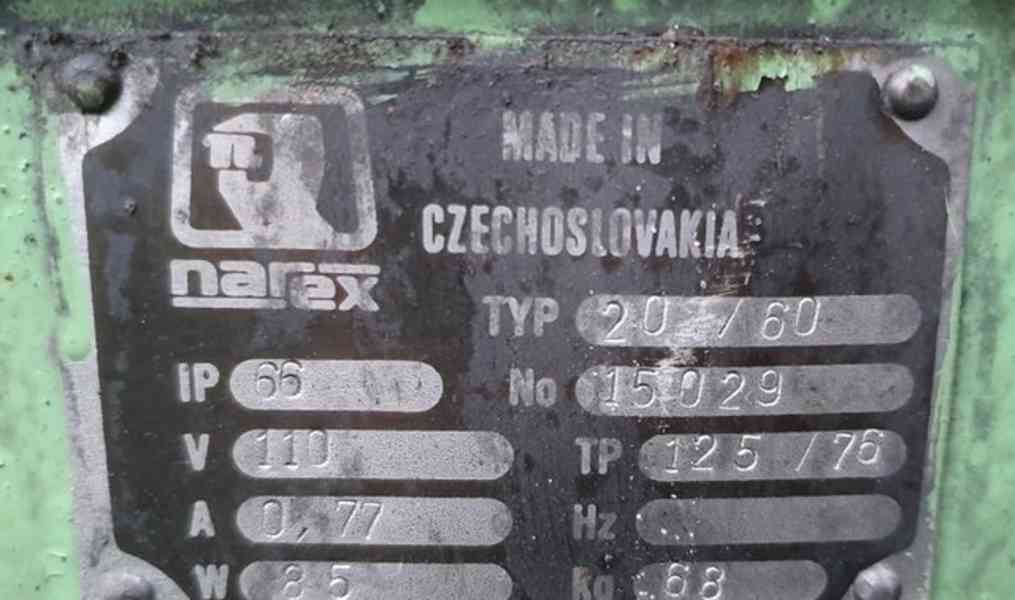 n
MADE IN
CZECHOSLOVAKIA
narex
TYP 20 / 60
IP 66
No 15029
V 110
TP 125 / 76
A 0,77
Hz ...
W 85
Kg 68